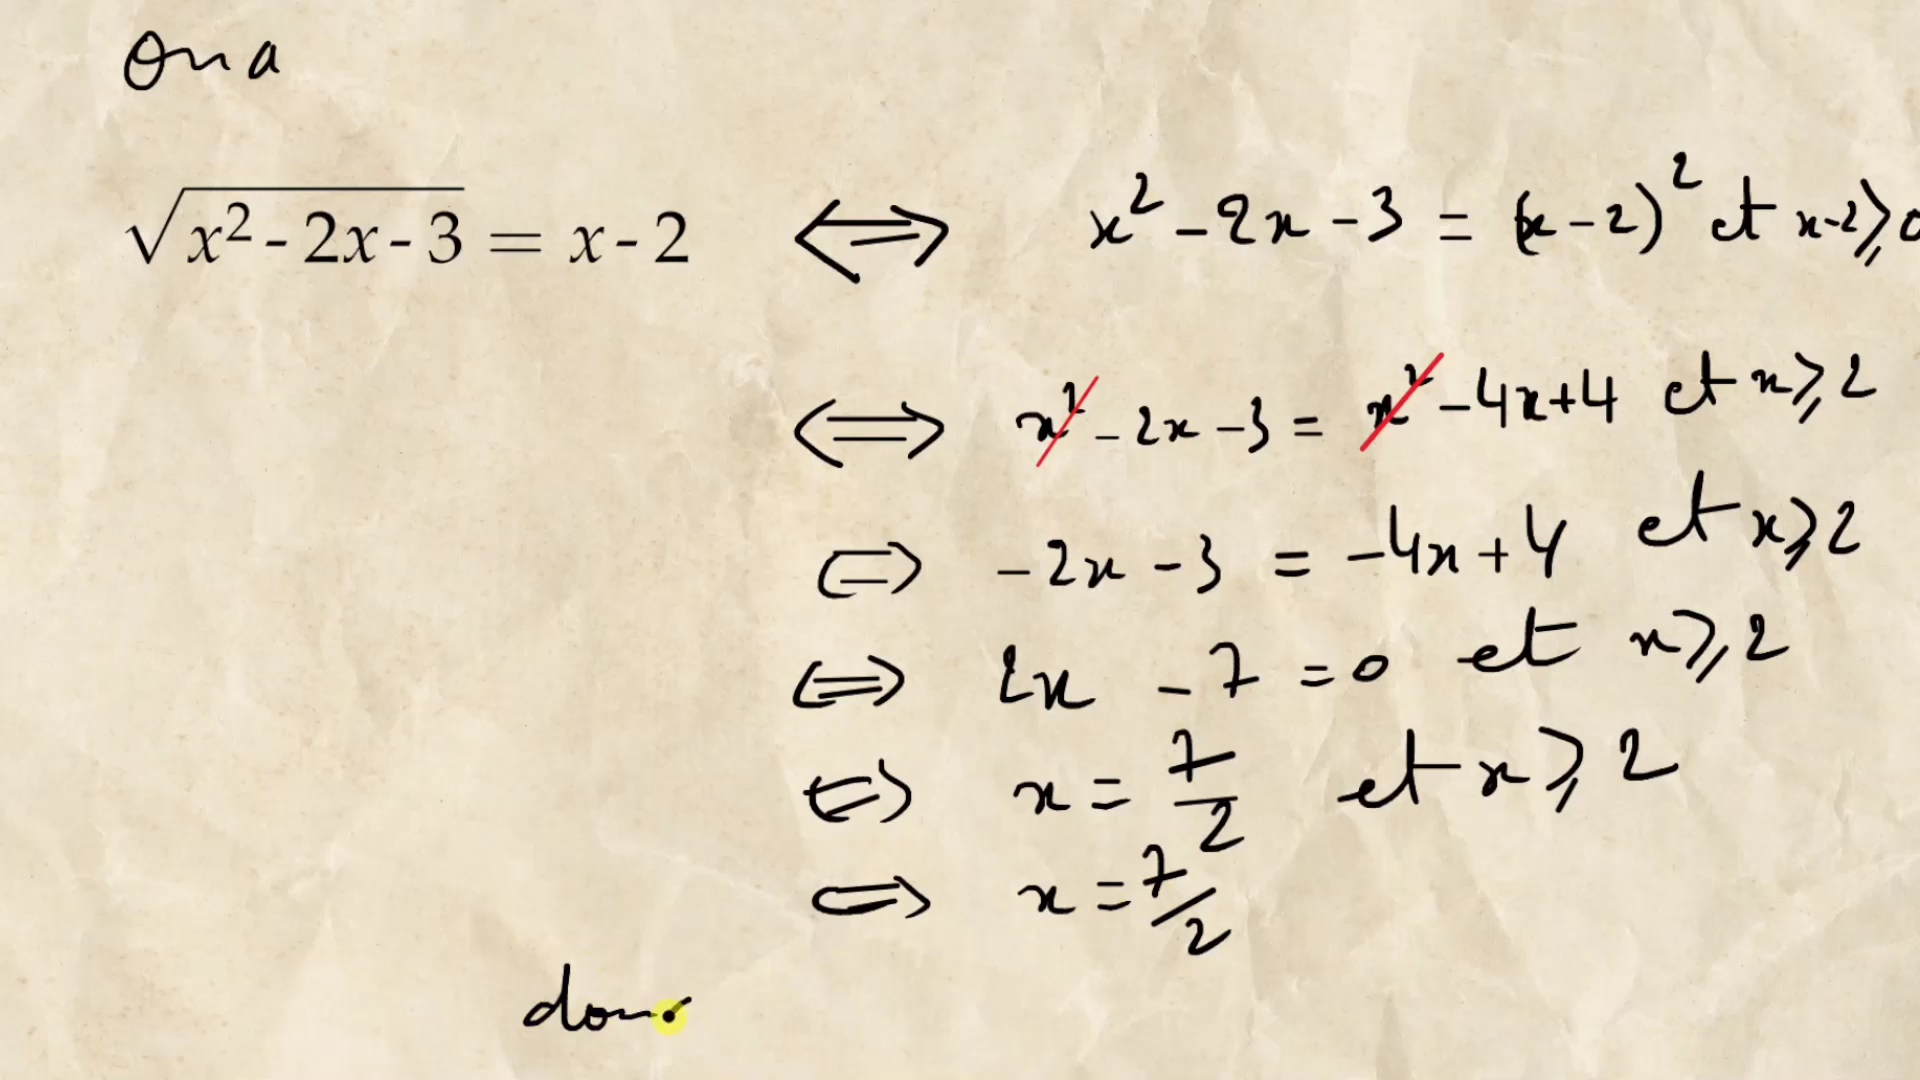 On a
√(x² - 2x - 3) = x - 2 ⟺ x² - 2x - 3 = (x - 2)² et x-2 ⩾ 0
⟺ x² - 2x - 3 = x² - 4x + 4 et x ⩾ 2
⟺ - 2x - 3 = - 4x + 4 et x ⩾ 2
⟺ 2x - 7 = 0 et x ⩾ 2
⟺ x = 7/2 et x ⩾ 2
⟺ x = 7/2
donc